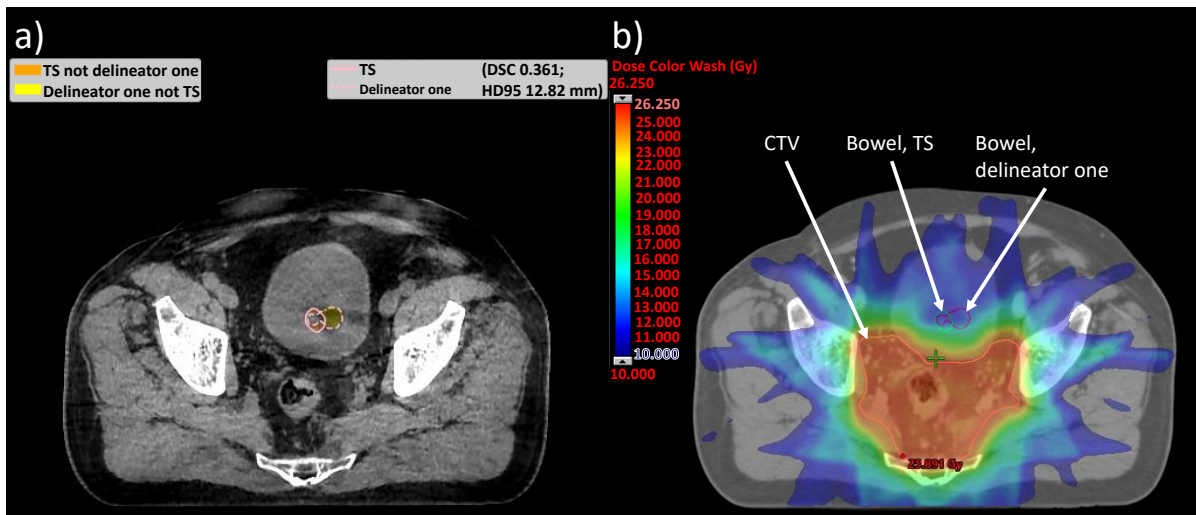 a)
TS not delineator one
Delineator one not TS
TS (DSC 0.361;
Delineator one HD95 12.82 mm)
b)
Dose Color Wash (Gy)
26.250
26.250
25.000
24.000
22.000
21.000
20.000
19.000
18.000
17.000
16.000
15.000
14.000
13.000
12.000
11.000
10.000
10.000
CTV
Bowel, TS
Bowel,
delineator one
25.891 Gy